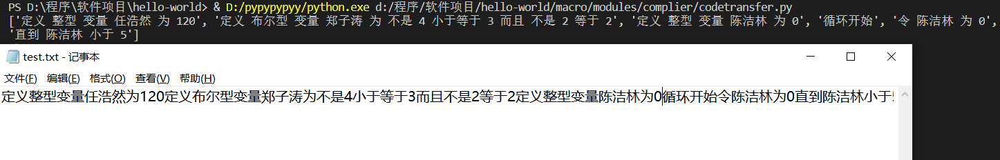 PS D:\程序\软件项目\hello-world> & D:/pypypypyy/python.exe d:/程序/软件项目/hello-world/macro/modules/complier/codetransfer.py
['定义 整型 变量 任浩然 为 120', '定义 布尔型 变量 郑子涛 为 不是 4 小于等于 3 而且 不是 2 等于 2', '定义 整型 变量 陈洁林 为 0', '循环开始', '令 陈洁林 为 0',
'直到 陈洁林 小于 5']
test.txt - 记事本
文件(F) 编辑(E) 格式(O) 查看(V) 帮助(H)
定义整型变量任浩然为120定义布尔型变量郑子涛为不是4小于等于3而且不是2等于2定义整型变量陈洁林为0循环开始令陈洁林为0直到陈洁林小于5